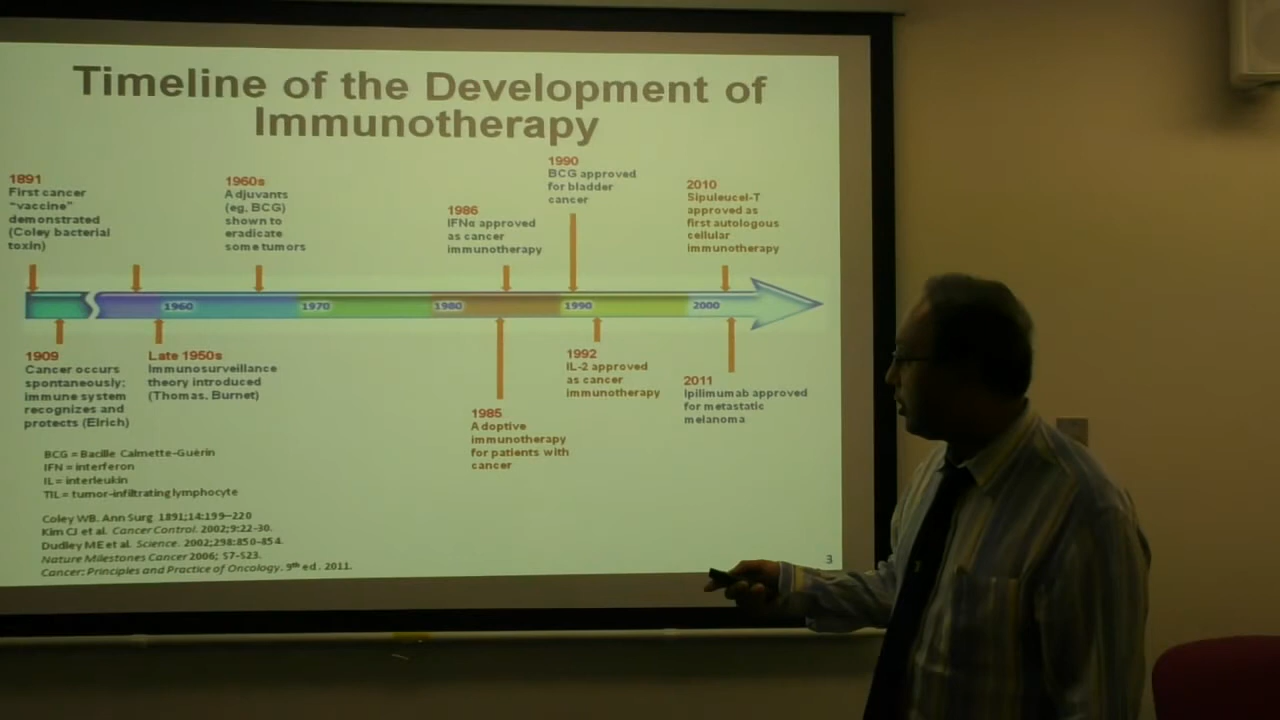 Timeline of the Development of
Immunotherapy
1891
First cancer
"vaccine"
demonstrated
(Coley bacterial
toxin)
1960s
Adjuvants
(eg, BCG)
shown to
eradicate
some tumors
1986
IFNα approved
as cancer
immunotherapy
1990
BCG approved
for bladder
cancer
2010
Sipuleucel-T
approved as
first autologous
cellular
immunotherapy
1960 1970 1980 1990 2000
1909
Cancer occurs
spontaneously;
immune system
recognizes and
protects (Elrich)
Late 1950s
Immunosurveillance
theory introduced
(Thomas, Burnet)
1985
Adoptive
immunotherapy
for patients with
cancer
1992
IL-2 approved
as cancer
immunotherapy
2011
Ipilimumab approved
for metastatic
melanoma
BCG = Bacille Calmette-Guérin
IFN = interferon
IL = interleukin
TIL = tumor-infiltrating lymphocyte
Coley WB. Ann Surg 1891;14:199–220
Kim CJ et al. Cancer Control. 2002;9:22-30.
Dudley ME et al. Science. 2002;298:850-854.
Nature Milestones Cancer 2006; S7-S23.
Cancer: Principles and Practice of Oncology. 9th ed. 2011.
3